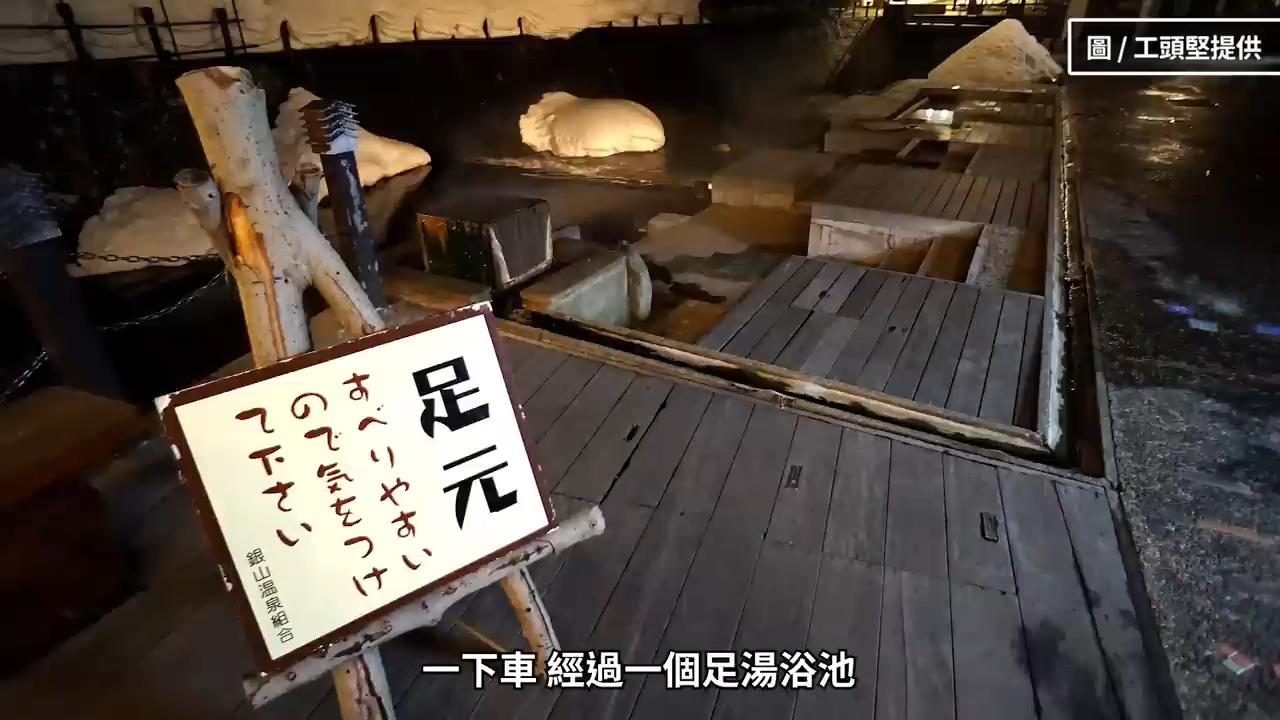 圖 / 工頭堅提供
足元
すべりやすい
ので気をつけ
て下さい
銀山温泉組合
一下車 經過一個足湯浴池